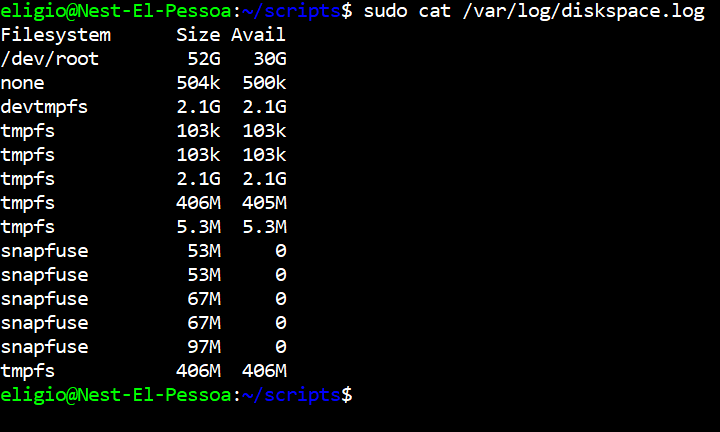 eligio@Nest-El-Pessoa:~/scripts$ sudo cat /var/log/diskspace.log
Filesystem      Size Avail
/dev/root        52G   30G
none            504k  500k
devtmpfs        2.1G  2.1G
tmpfs           103k  103k
tmpfs           103k  103k
tmpfs           2.1G  2.1G
tmpfs           406M  405M
tmpfs           5.3M  5.3M
snapfuse         53M     0
snapfuse         53M     0
snapfuse         67M     0
snapfuse         67M     0
snapfuse         97M     0
tmpfs           406M  406M
eligio@Nest-El-Pessoa:~/scripts$